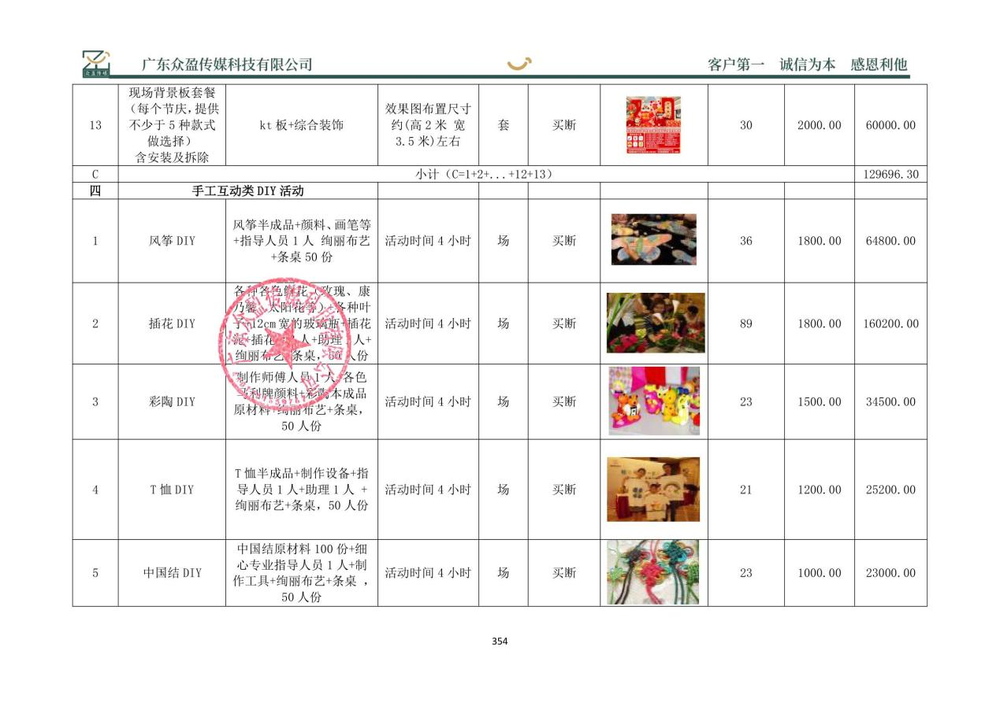 众盈传媒
广东众盈传媒科技有限公司
客户第一 诚信为本 感恩利他
13
现场背景板套餐
（每个节庆,提供
不少于 5 种款式
做选择）
含安装及拆除
kt 板+综合装饰
效果图布置尺寸
约(高 2 米 宽
3.5 米)左右
套
买断
30
2000.00
60000.00
C
小计（C=1+2+...+12+13）
129696.30
四
手工互动类 DIY 活动
1
风筝 DIY
风筝半成品+颜料、画笔等
+指导人员 1 人 绚丽布艺
+条桌 50 份
活动时间 4 小时
场
买断
36
1800.00
64800.00
2
插花 DIY
各种各色鲜花（玫瑰、康
乃馨、太阳花等）+各种叶
子+12cm 宽的玻璃瓶+插花
泥+插花 人+助理 人+
绚丽布艺+条桌, 50 人份
活动时间 4 小时
场
买断
89
1800.00
160200.00
3
彩陶 DIY
制作师傅人员 1 人 各色
马利牌颜料+彩陶本成品
原材料+绚丽布艺+条桌,
50 人份
活动时间 4 小时
场
买断
23
1500.00
34500.00
4
T 恤 DIY
T 恤半成品+制作设备+指
导人员 1 人+助理 1 人 +
绚丽布艺+条桌, 50 人份
活动时间 4 小时
场
买断
21
1200.00
25200.00
5
中国结 DIY
中国结原材料 100 份+细
心专业指导人员 1 人+制
作工具+绚丽布艺+条桌 ,
50 人份
活动时间 4 小时
场
买断
23
1000.00
23000.00
广东众盈传媒科技有限公司
354